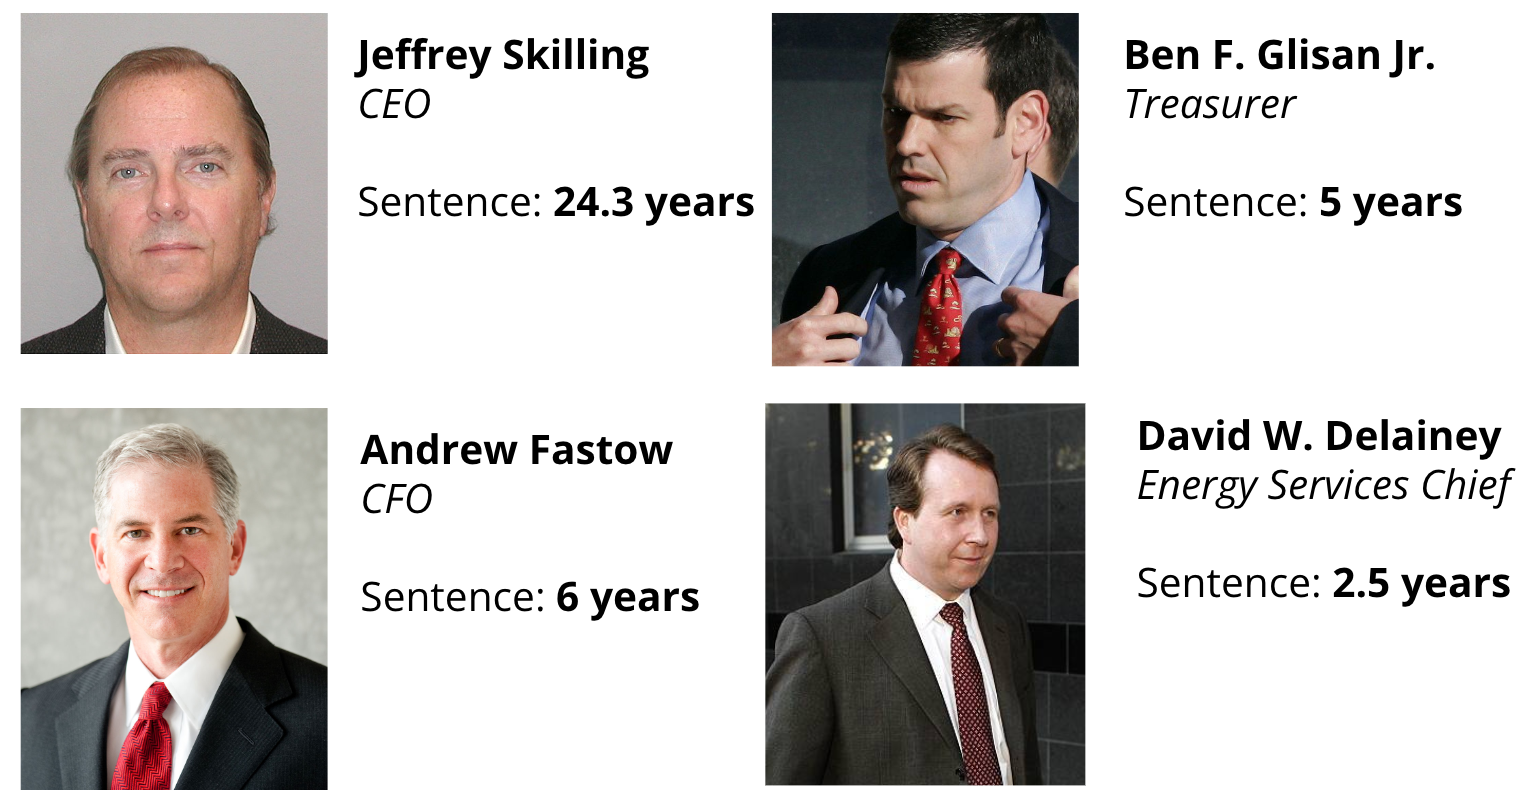 Jeffrey Skilling
CEO
Sentence: 24.3 years
Ben F. Glisan Jr.
Treasurer
Sentence: 5 years
Andrew Fastow
CFO
Sentence: 6 years
David W. Delainey
Energy Services Chief
Sentence: 2.5 years